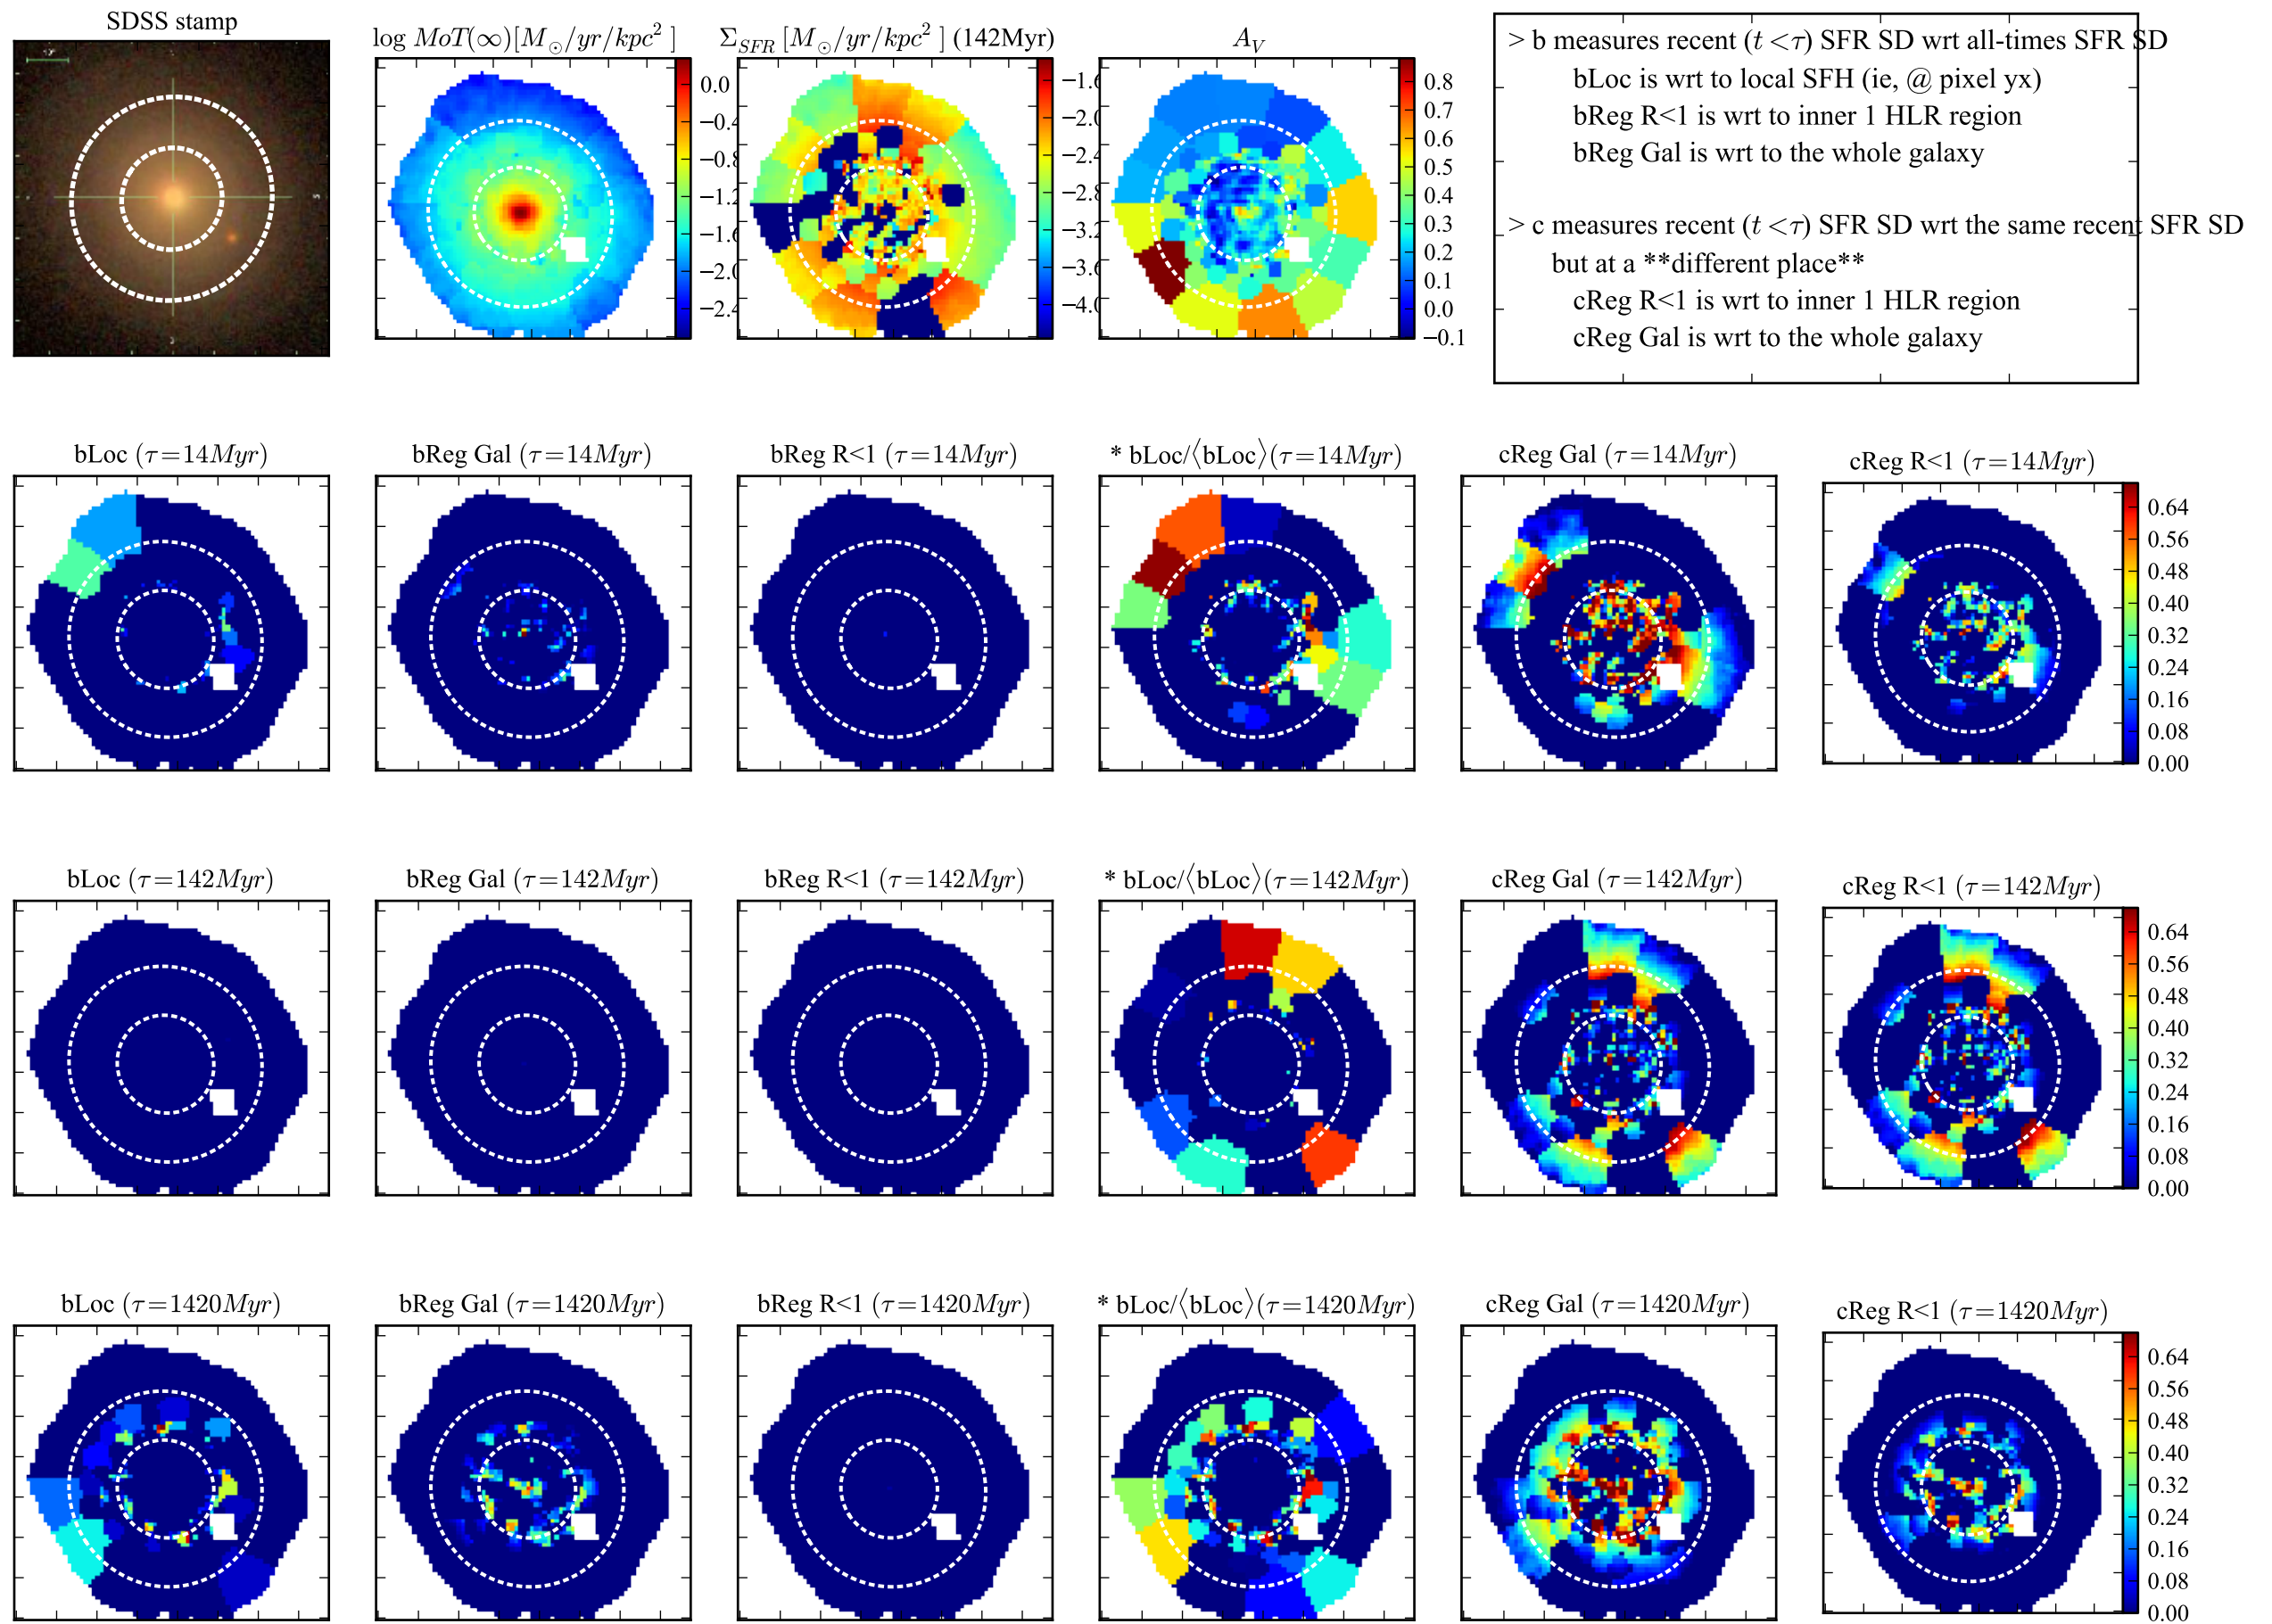 SDSS stamp
log MoT(∞)[M⊙/yr/kpc² ]
Σ_SFR [M⊙/yr/kpc² ] (142Myr)
A_V
0.0
−0.4
−0.8
−1.2
−1.6
−2.0
−2.4
−1.6
−2.0
−2.4
−2.8
−3.2
−3.6
−4.0
0.8
0.7
0.6
0.5
0.4
0.3
0.2
0.1
0.0
−0.1
> b measures recent (t <τ) SFR SD wrt all-times SFR SD
bLoc is wrt to local SFH (ie, @ pixel yx)
bReg R<1 is wrt to inner 1 HLR region
bReg Gal is wrt to the whole galaxy
> c measures recent (t <τ) SFR SD wrt the same recent SFR SD
but at a **different place**
cReg R<1 is wrt to inner 1 HLR region
cReg Gal is wrt to the whole galaxy
bLoc (τ=14Myr)
bReg Gal (τ=14Myr)
bReg R<1 (τ=14Myr)
* bLoc/⟨bLoc⟩(τ=14Myr)
cReg Gal (τ=14Myr)
cReg R<1 (τ=14Myr)
0.64
0.56
0.48
0.40
0.32
0.24
0.16
0.08
0.00
bLoc (τ=142Myr)
bReg Gal (τ=142Myr)
bReg R<1 (τ=142Myr)
* bLoc/⟨bLoc⟩(τ=142Myr)
cReg Gal (τ=142Myr)
cReg R<1 (τ=142Myr)
0.64
0.56
0.48
0.40
0.32
0.24
0.16
0.08
0.00
bLoc (τ=1420Myr)
bReg Gal (τ=1420Myr)
bReg R<1 (τ=1420Myr)
* bLoc/⟨bLoc⟩(τ=1420Myr)
cReg Gal (τ=1420Myr)
cReg R<1 (τ=1420Myr)
0.64
0.56
0.48
0.40
0.32
0.24
0.16
0.08
0.00